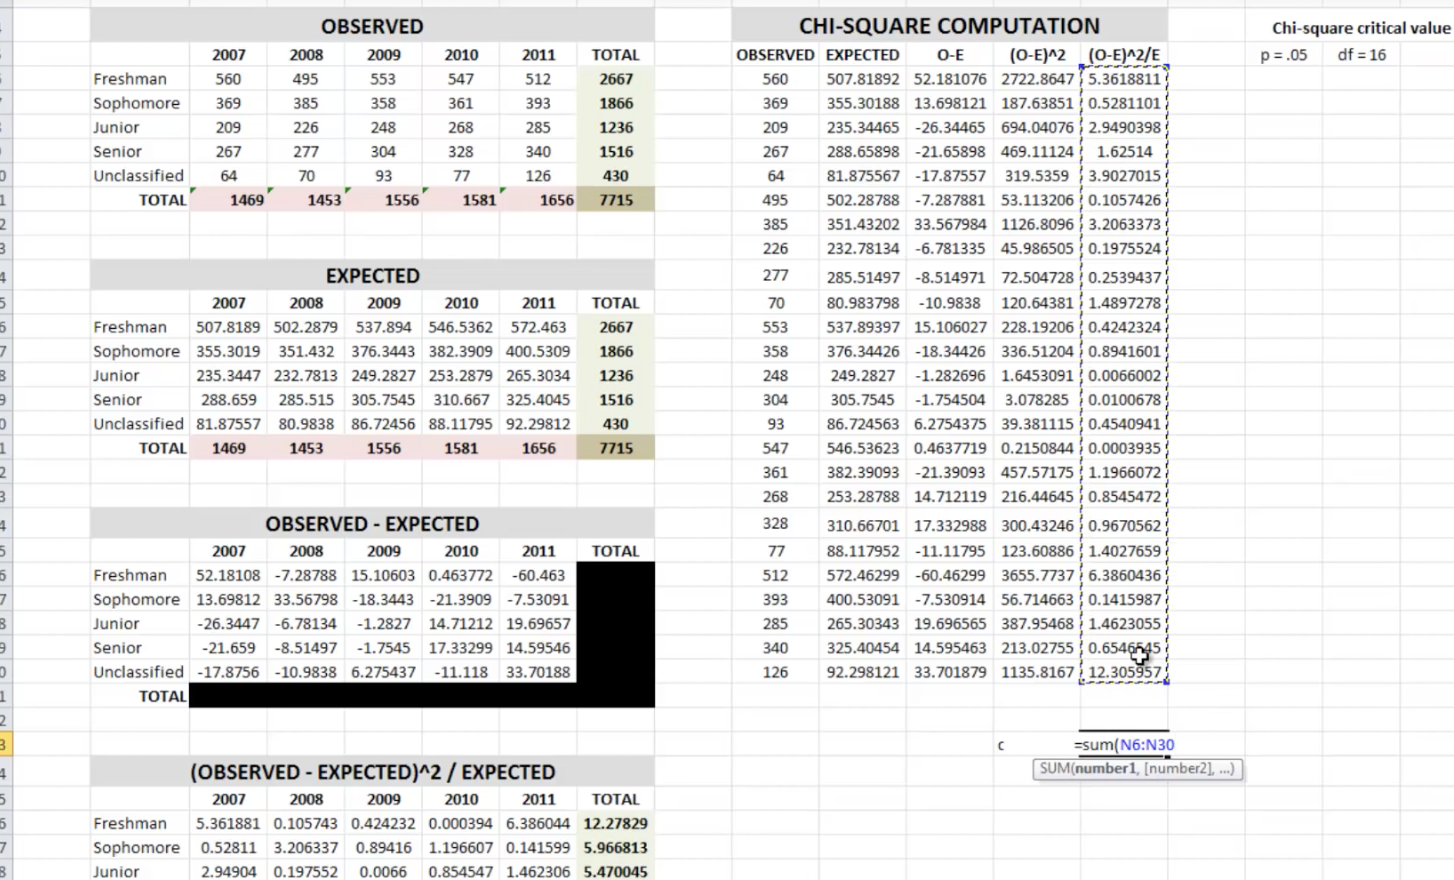 OBSERVED
2007 2008 2009 2010 2011 TOTAL
Freshman 560 495 553 547 512 2667
Sophomore 369 385 358 361 393 1866
Junior 209 226 248 268 285 1236
Senior 267 277 304 328 340 1516
Unclassified 64 70 93 77 126 430
TOTAL 1469 1453 1556 1581 1656 7715
EXPECTED
2007 2008 2009 2010 2011 TOTAL
Freshman 507.8189 502.2879 537.894 546.5362 572.463 2667
Sophomore 355.3019 351.432 376.3443 382.3909 400.5309 1866
Junior 235.3447 232.7813 249.2827 253.2879 265.3034 1236
Senior 288.659 285.515 305.7545 310.667 325.4045 1516
Unclassified 81.87557 80.9838 86.72456 88.11795 92.29812 430
TOTAL 1469 1453 1556 1581 1656 7715
OBSERVED - EXPECTED
2007 2008 2009 2010 2011 TOTAL
Freshman 52.18108 -7.28788 15.10603 0.463772 -60.463
Sophomore 13.69812 33.56798 -18.3443 -21.3909 -7.53091
Junior -26.3447 -6.78134 -1.2827 14.71212 19.69657
Senior -21.659 -8.51497 -1.7545 17.33299 14.59546
Unclassified -17.8756 -10.9838 6.275437 -11.118 33.70188
TOTAL
(OBSERVED - EXPECTED)^2 / EXPECTED
2007 2008 2009 2010 2011 TOTAL
Freshman 5.361881 0.105743 0.424232 0.000394 6.386044 12.27829
Sophomore 0.52811 3.206337 0.89416 1.196607 0.141599 5.966813
Junior 2.94904 0.197552 0.0066 0.854547 1.462306 5.470045
CHI-SQUARE COMPUTATION
OBSERVED EXPECTED O-E (O-E)^2 (O-E)^2/E
560 507.81892 52.181076 2722.8647 5.3618811
369 355.30188 13.698121 187.63851 0.5281101
209 235.34465 -26.34465 694.04076 2.9490398
267 288.65898 -21.65898 469.11124 1.62514
64 81.875567 -17.87557 319.5359 3.9027015
495 502.28788 -7.287881 53.113206 0.1057426
385 351.43202 33.567984 1126.8096 3.2063373
226 232.78134 -6.781335 45.986505 0.1975524
277 285.51497 -8.514971 72.504728 0.2539437
70 80.983798 -10.9838 120.64381 1.4897278
553 537.89397 15.106027 228.19206 0.4242324
358 376.34426 -18.34426 336.51204 0.8941601
248 249.2827 -1.282696 1.6453091 0.0066002
304 305.7545 -1.754504 3.078285 0.0100678
93 86.724563 6.2754375 39.381115 0.4540941
547 546.53623 0.4637719 0.2150844 0.0003935
361 382.39093 -21.39093 457.57175 1.1966072
268 253.28788 14.712119 216.44645 0.8545472
328 310.66701 17.332988 300.43246 0.9670562
77 88.117952 -11.11795 123.60886 1.4027659
512 572.46299 -60.46299 3655.7737 6.3860436
393 400.53091 -7.530914 56.714663 0.1415987
285 265.30343 19.696565 387.95468 1.4623055
340 325.40454 14.595463 213.02755
126 92.298121 33.701879 1135.8167 12.305957
c =sum(N6:N30
SUM(number1, [number2], ...)
Chi-square critical value
p = .05 df = 16